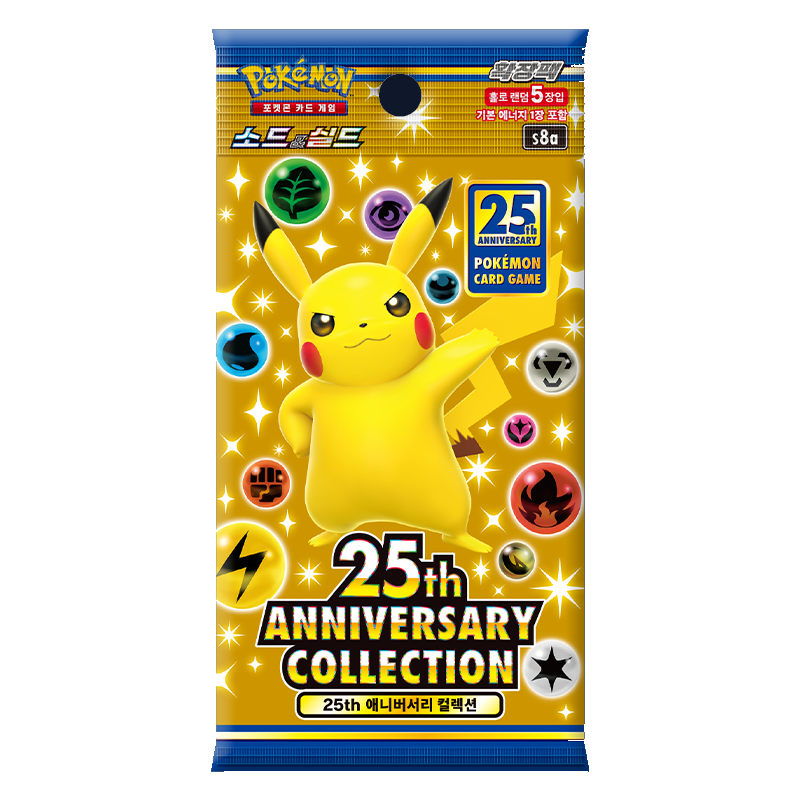 POKÉMON
포켓몬 카드 게임
소드&실드
확장팩
홀로 랜덤 5장입
기본 에너지 1장 포함
s8a
25th
ANNIVERSARY
POKÉMON
CARD GAME
25th
ANNIVERSARY
COLLECTION
25th 애니버서리 컬렉션